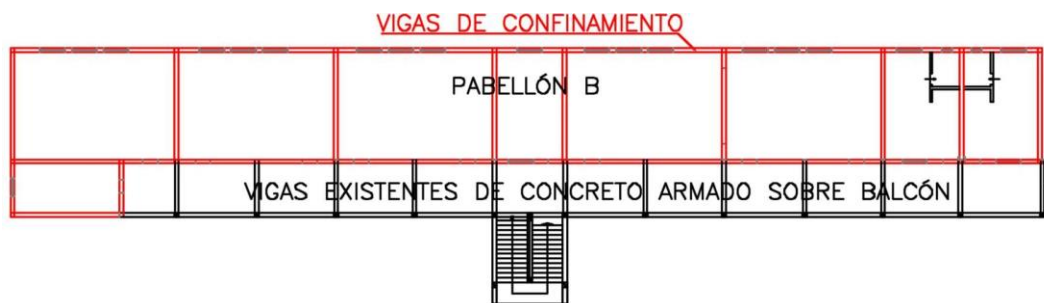 VIGAS DE CONFINAMIENTO
PABELLÓN B
VIGAS EXISTENTES DE CONCRETO ARMADO SOBRE BALCÓN